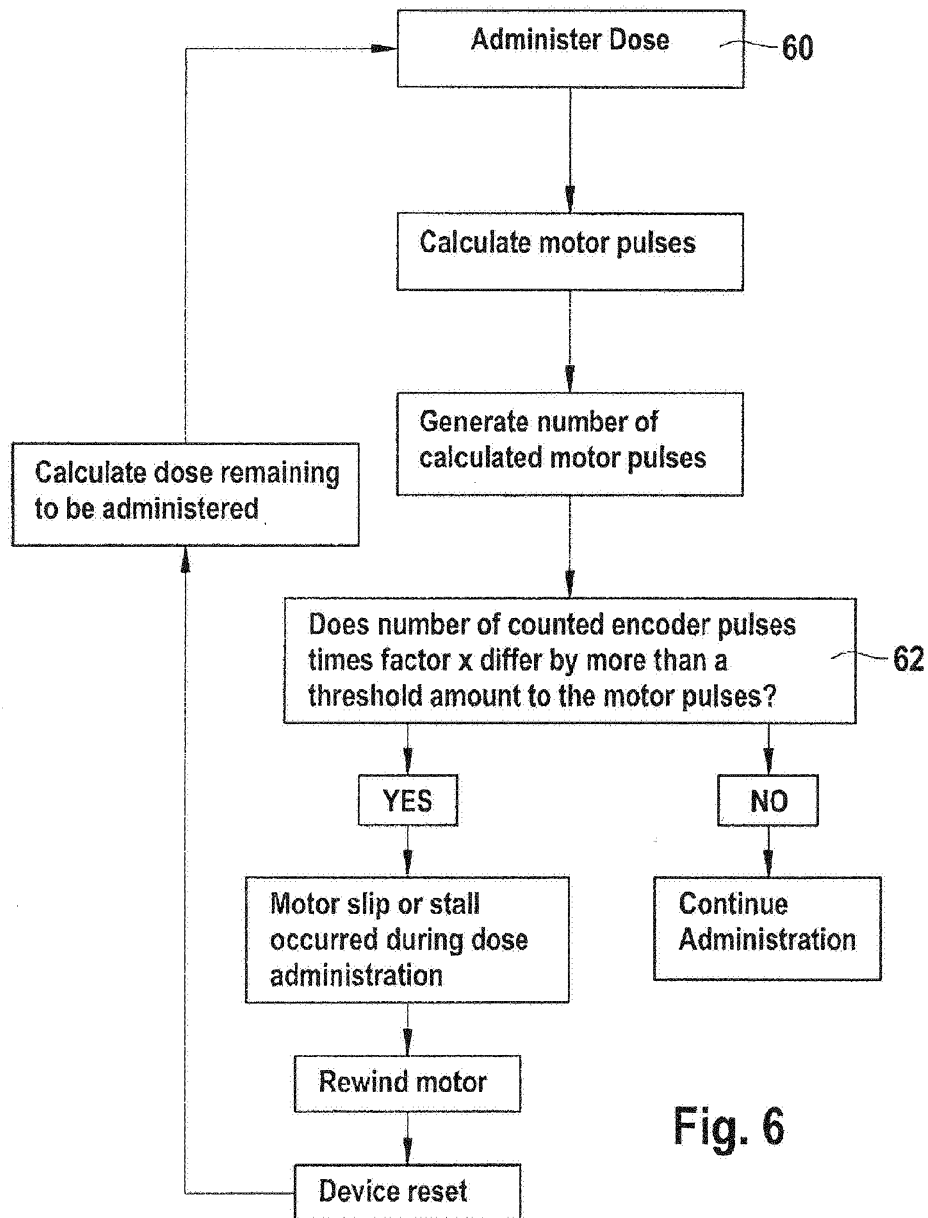 Administer Dose
60
Calculate motor pulses
Generate number of
calculated motor pulses
Calculate dose remaining
to be administered
Does number of counted encoder pulses
times factor x differ by more than a
threshold amount to the motor pulses?
62
YES
NO
Motor slip or stall
occurred during dose
administration
Continue
Administration
Rewind motor
Device reset
Fig. 6